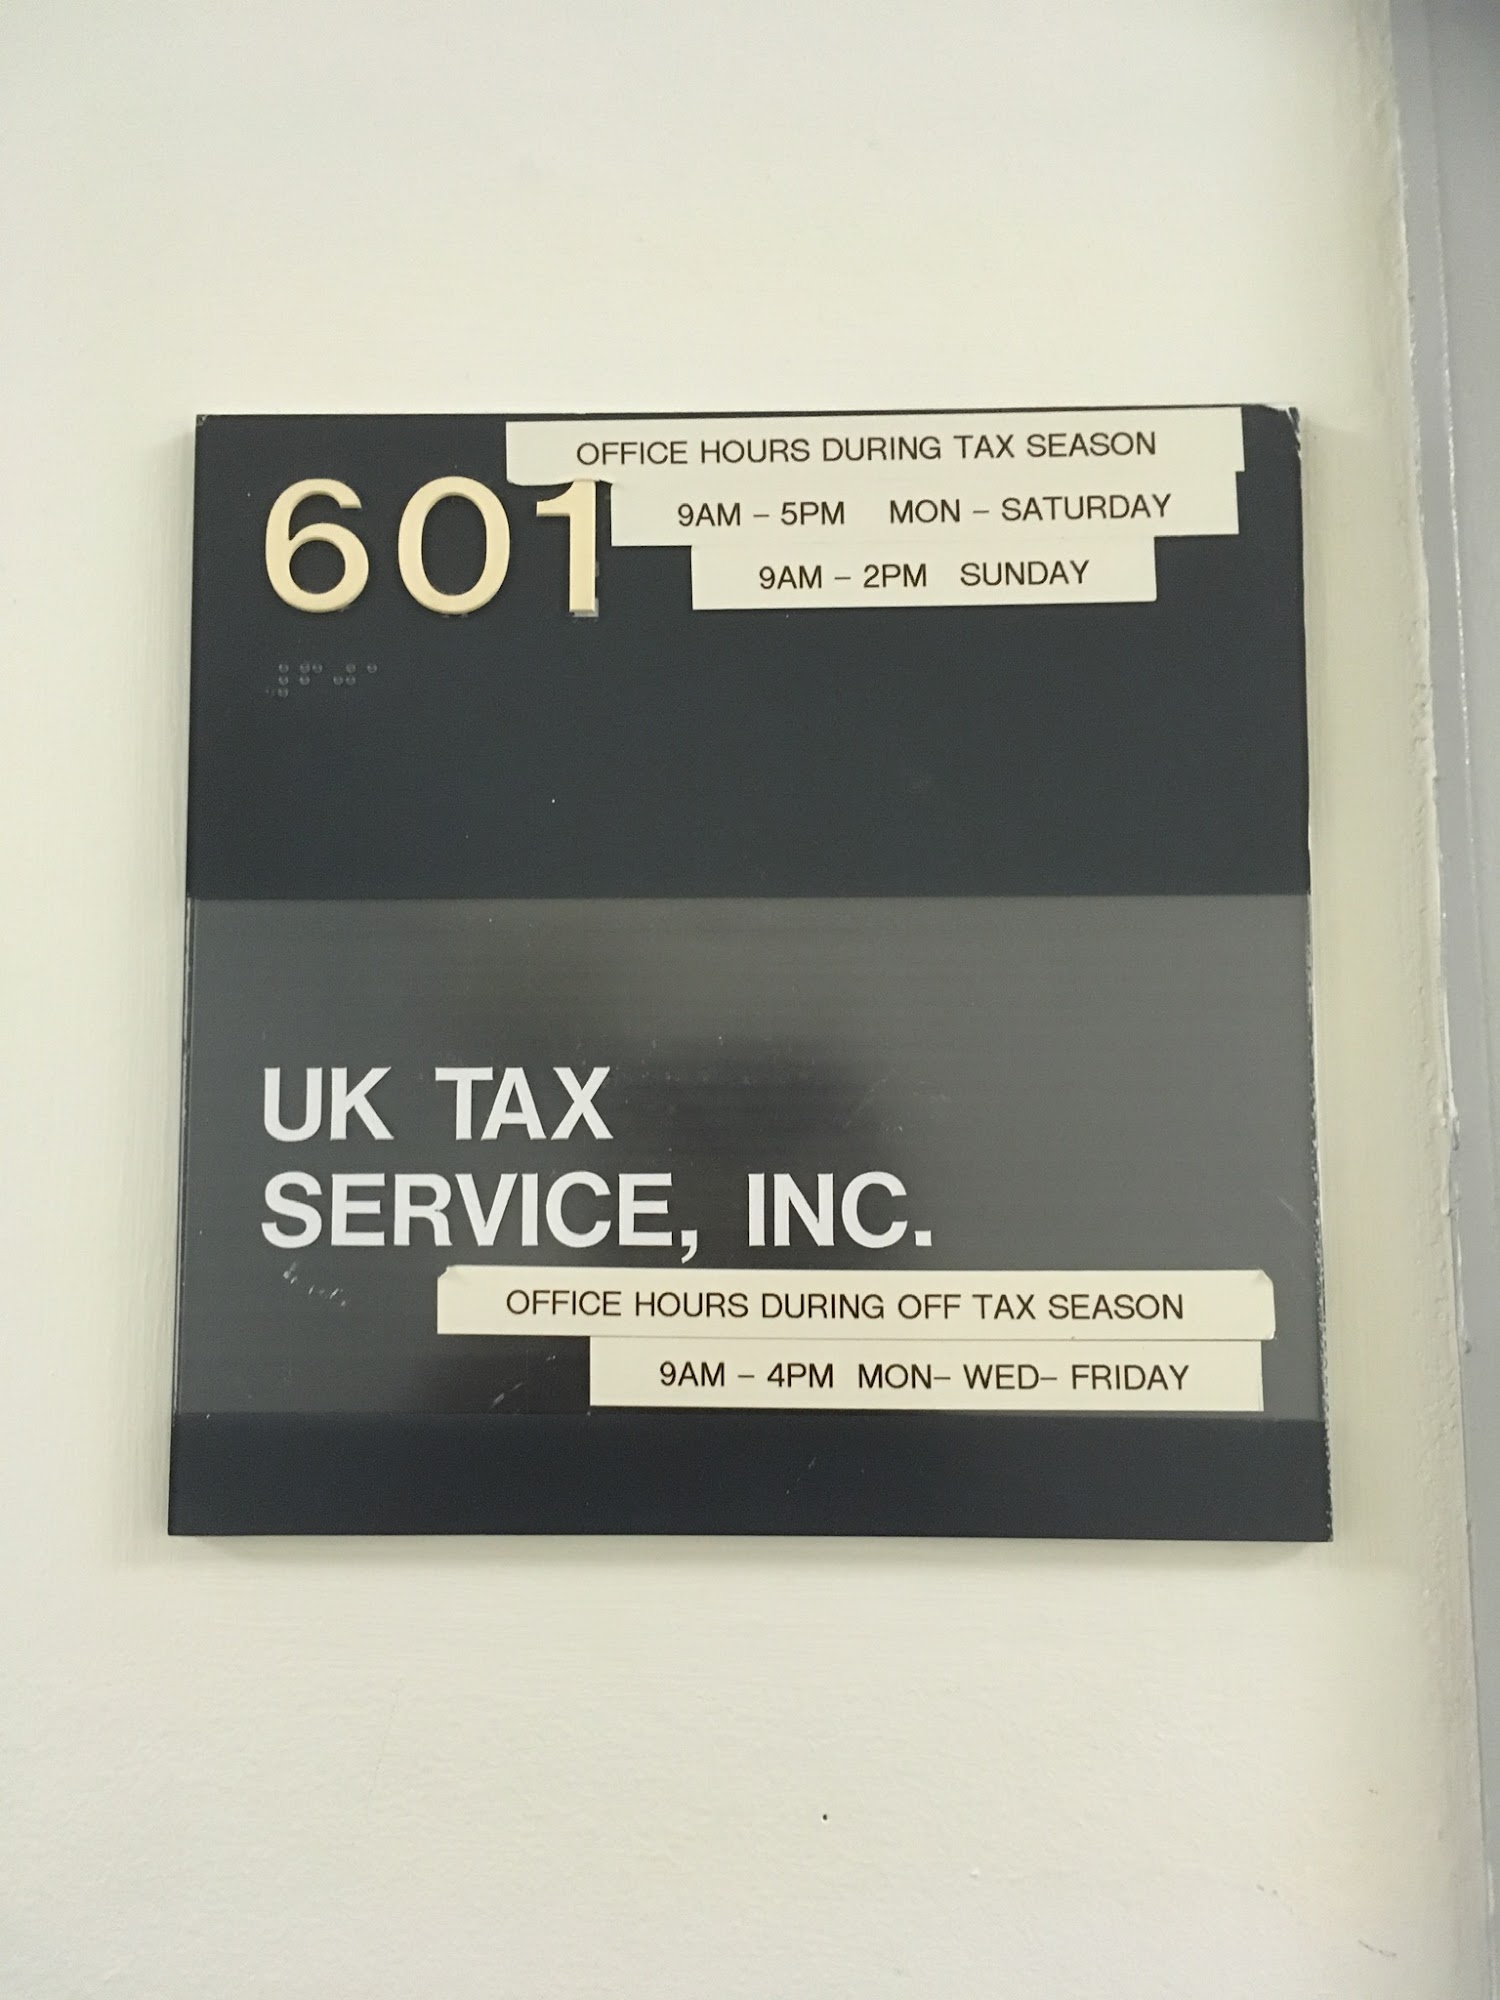 OFFICE HOURS DURING TAX SEASON
601
9AM – 5PM MON – SATURDAY
9AM – 2PM SUNDAY
UK TAX
SERVICE, INC.
OFFICE HOURS DURING OFF TAX SEASON
9AM – 4PM MON– WED– FRIDAY